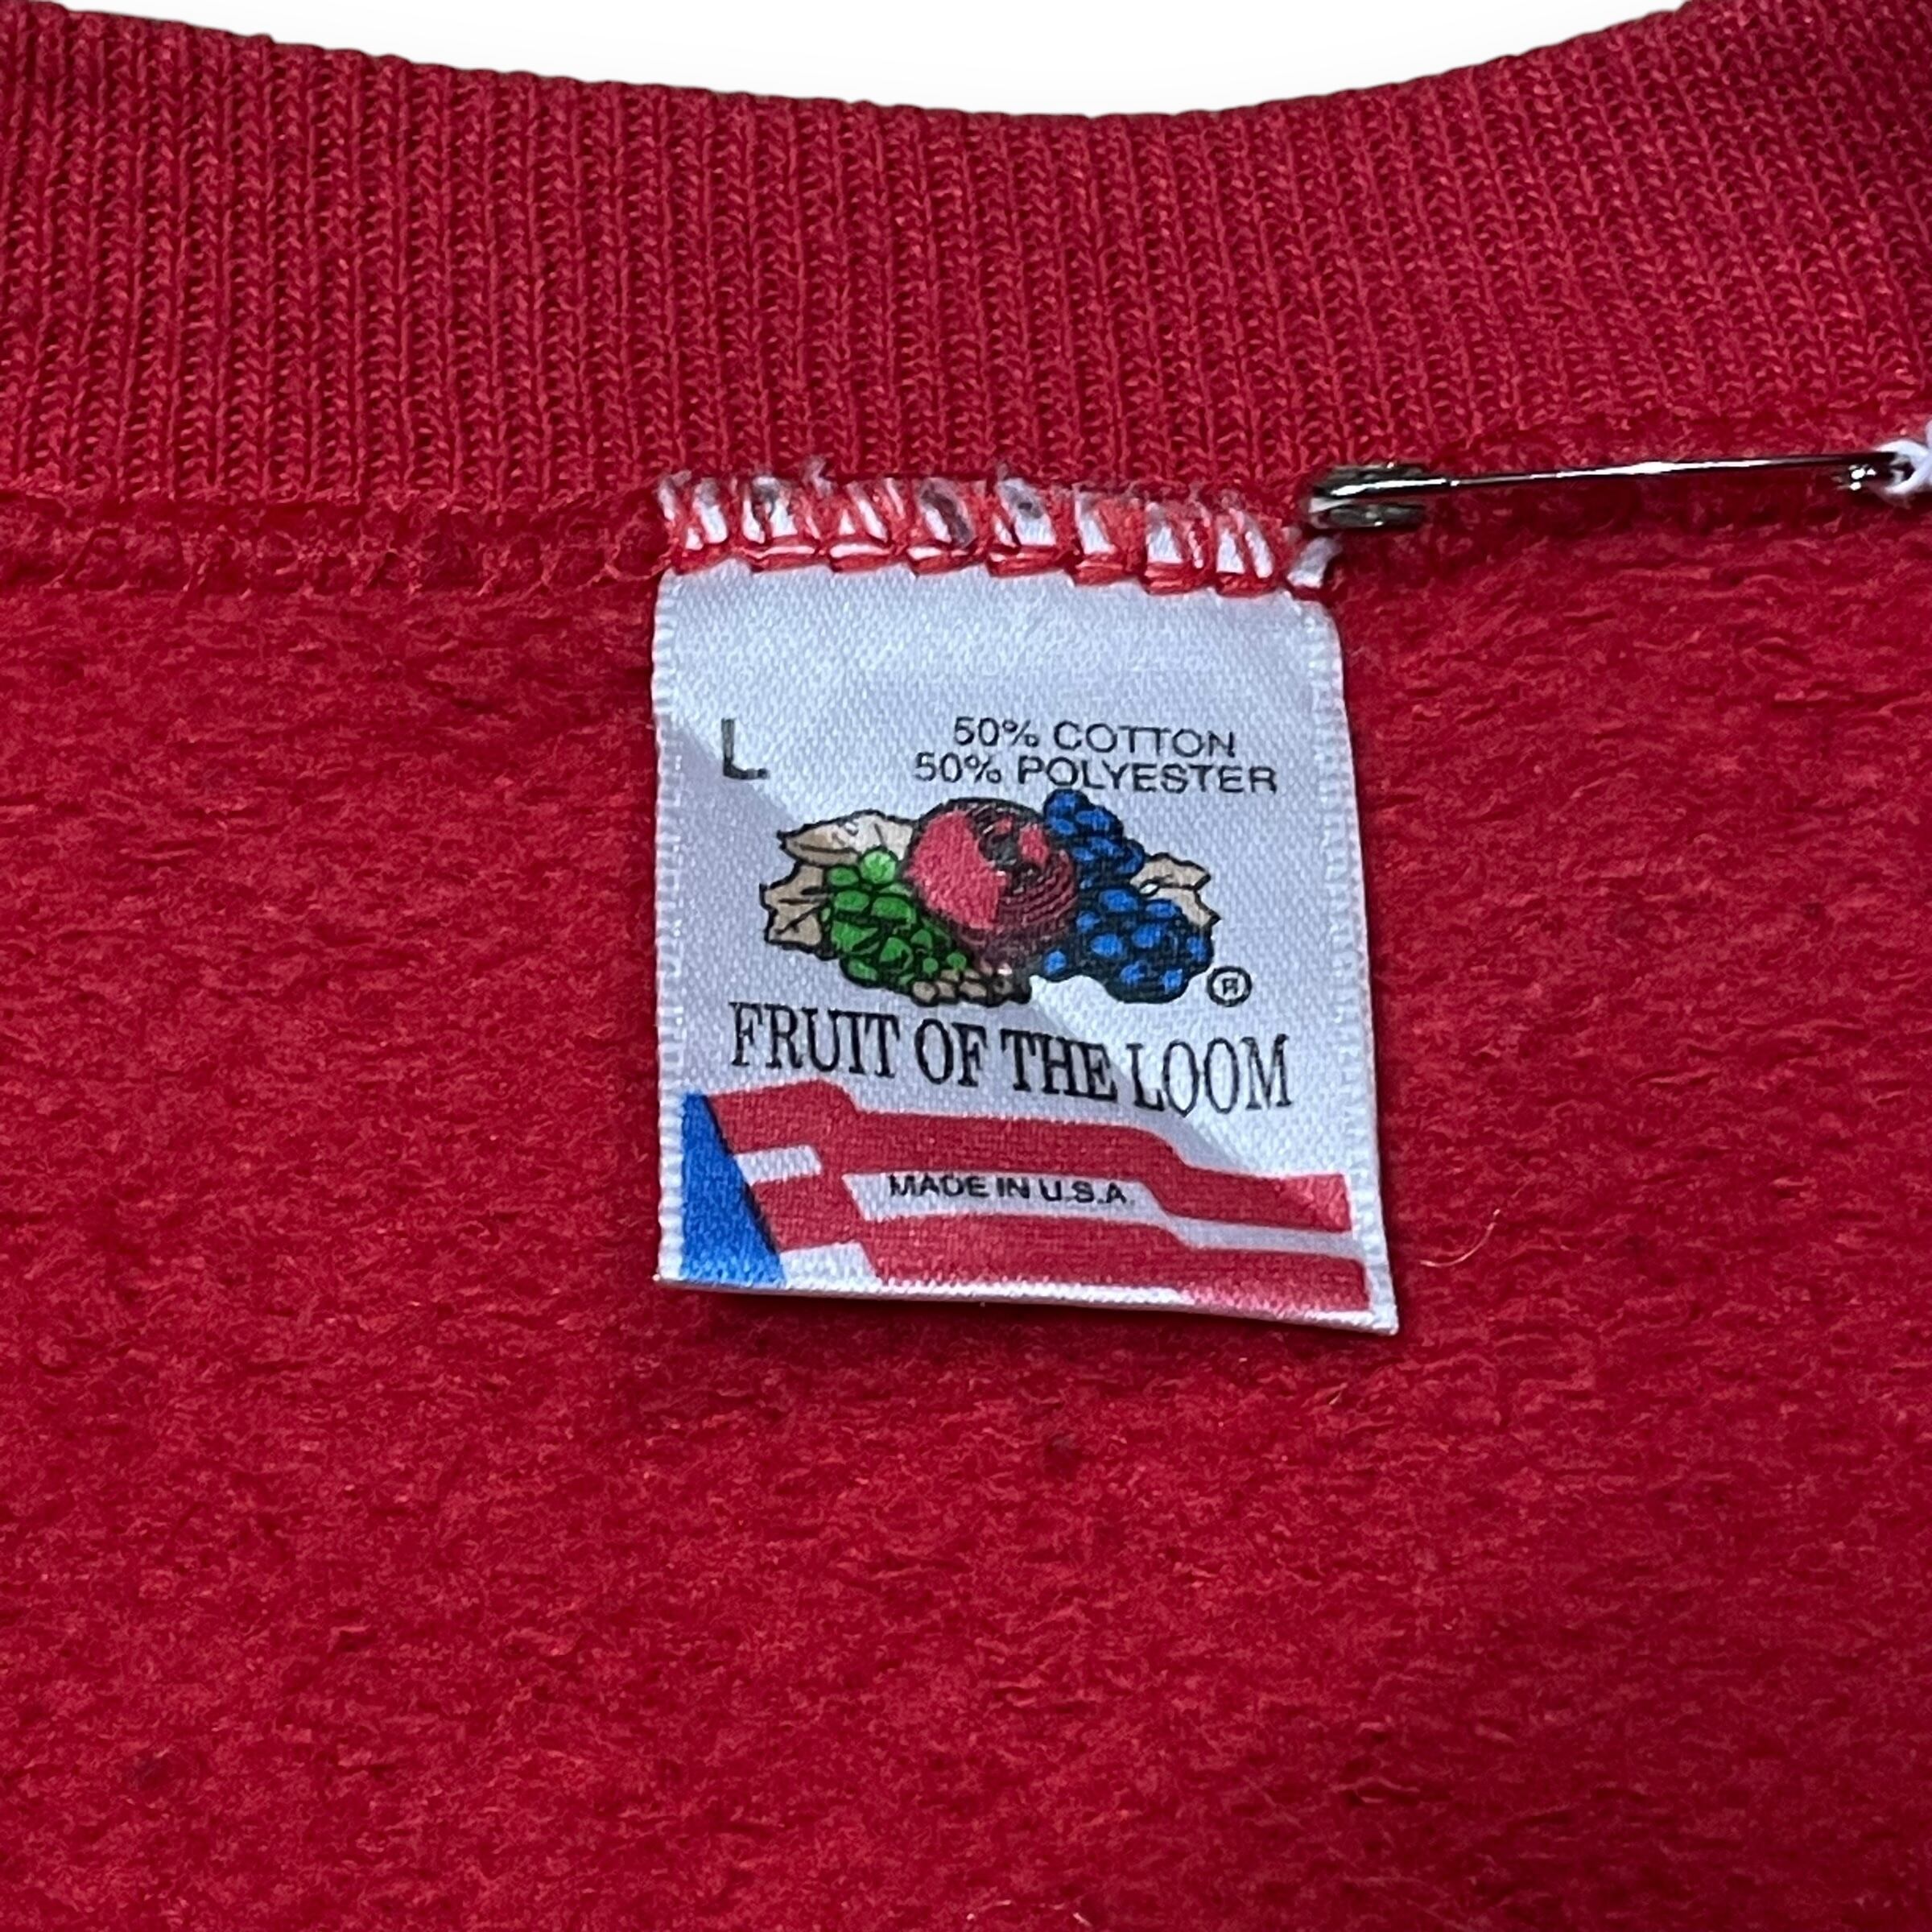 L
50% COTTON
50% POLYESTER
®
FRUIT OF THE LOOM
MADE IN U.S.A.